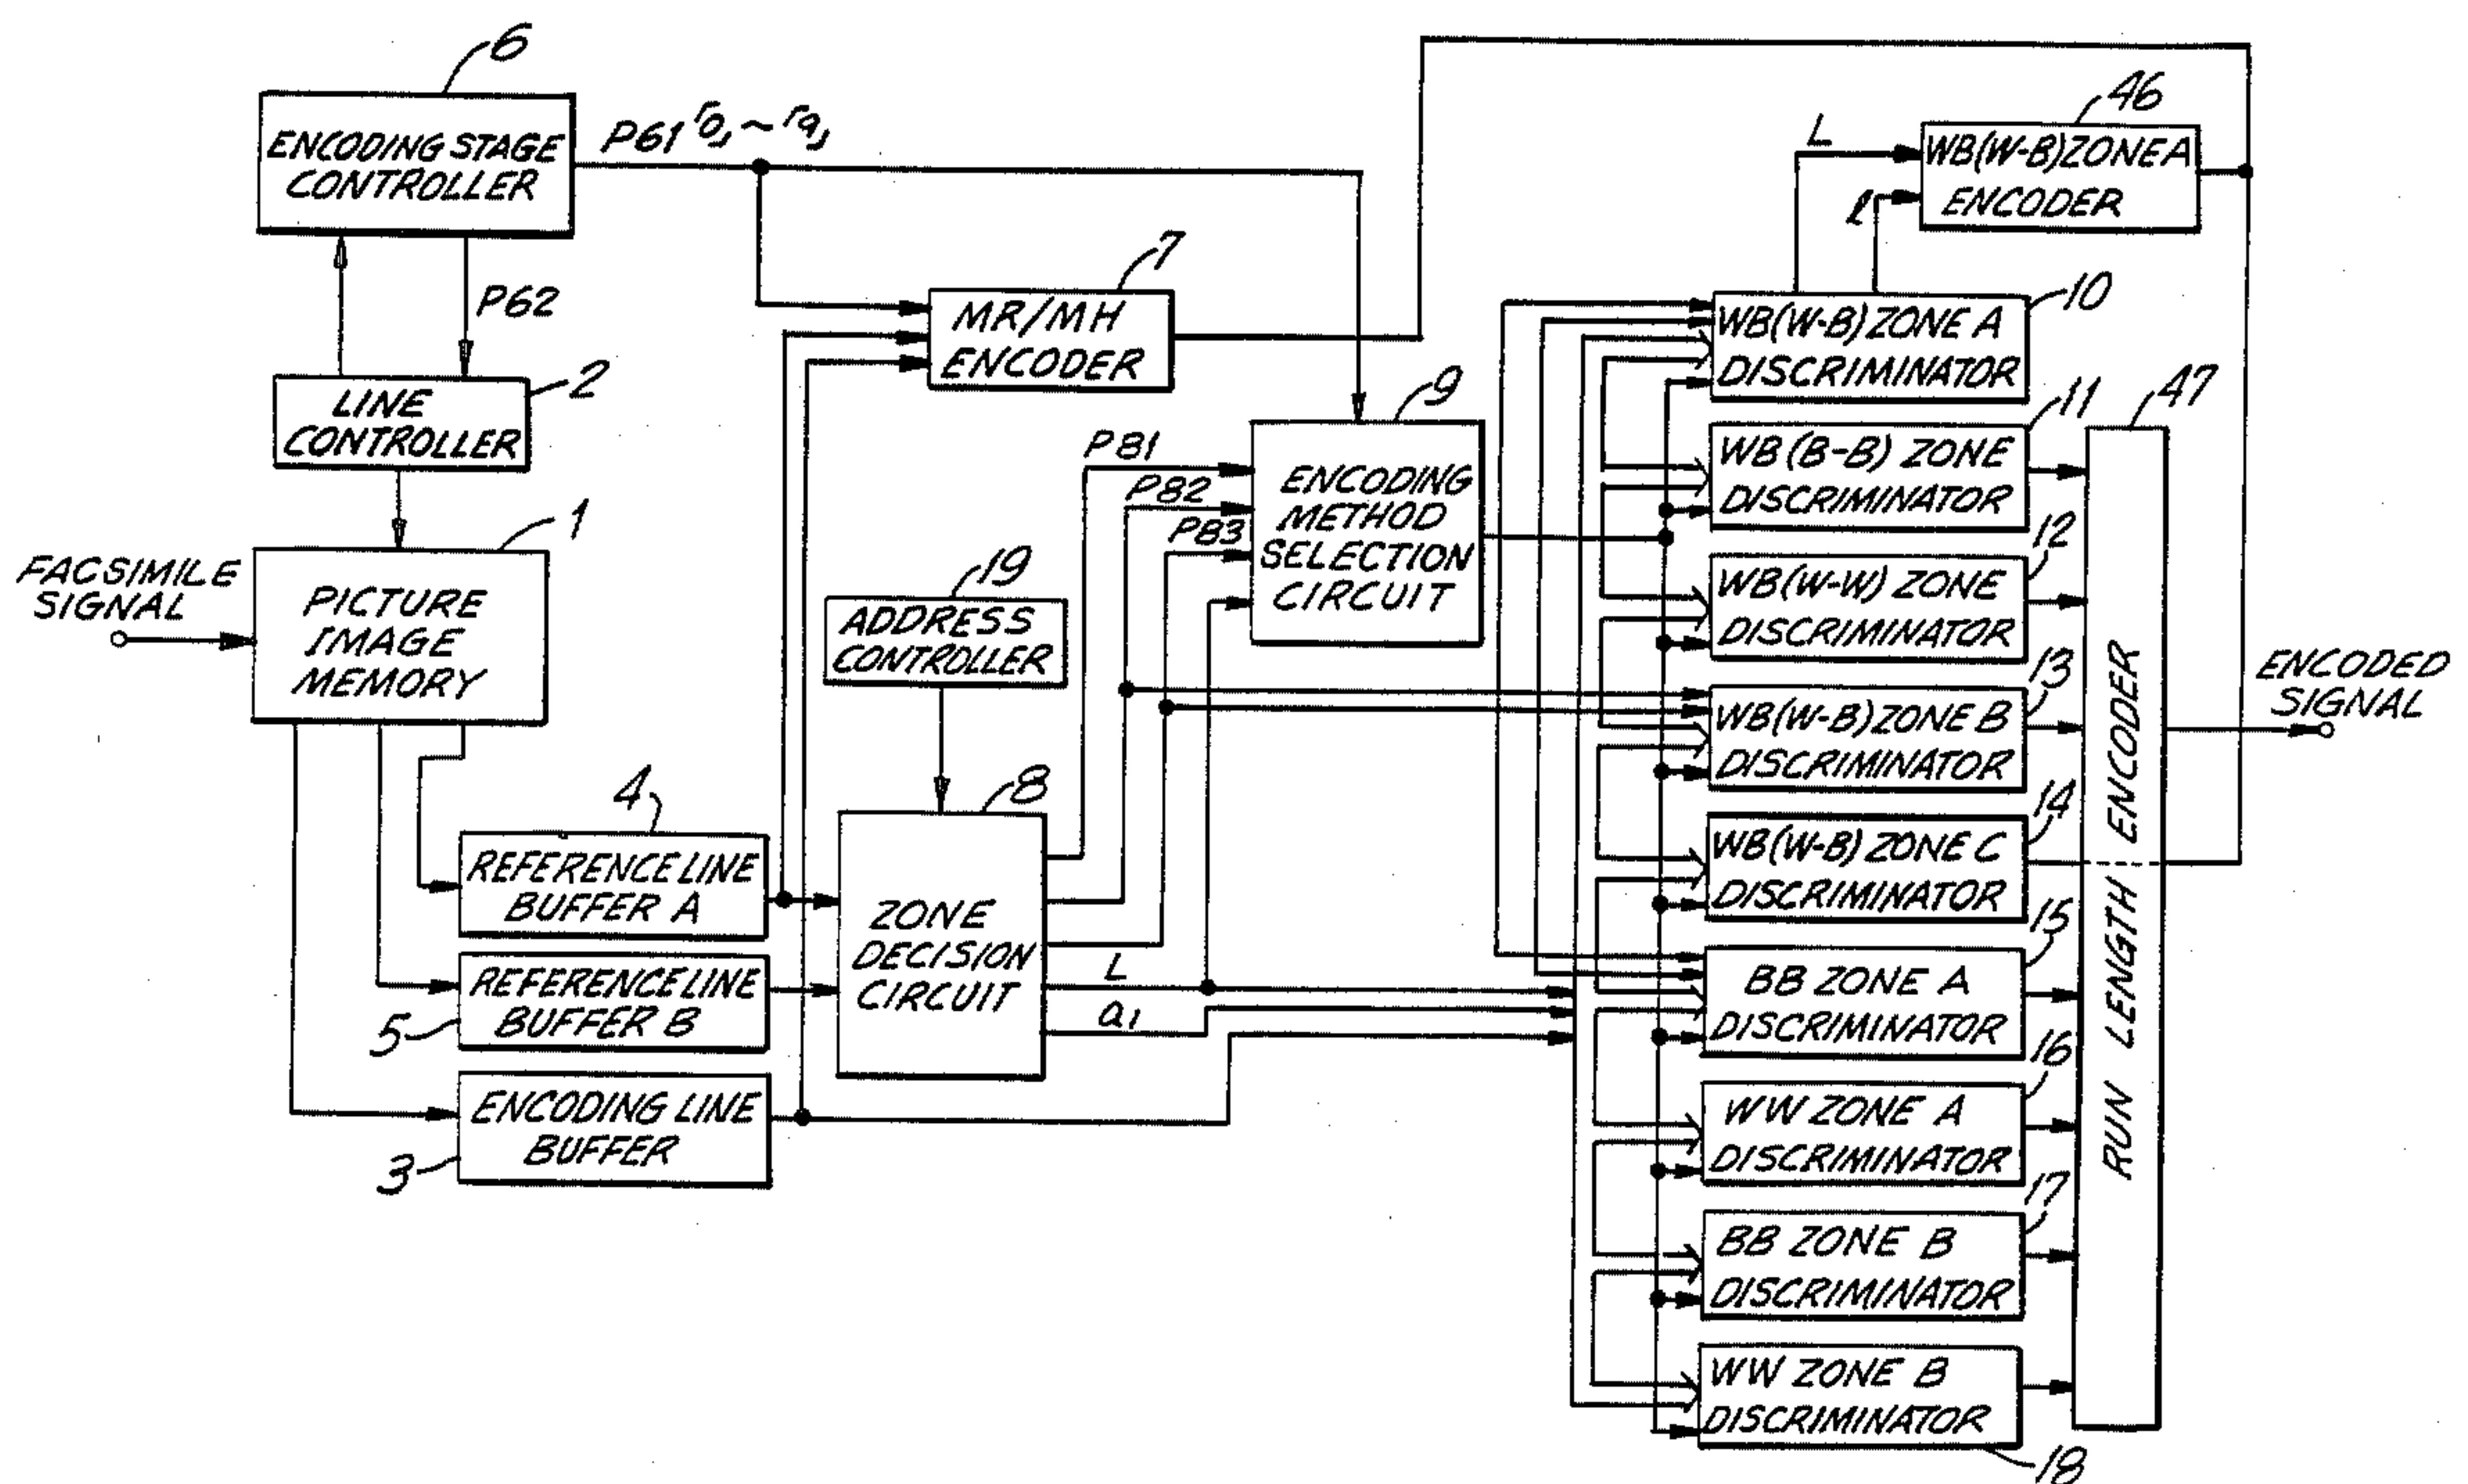 6
ENCODING STAGE
CONTROLLER
P61 'O, ~ '9,
P62
2
LINE
CONTROLLER
1
FACSIMILE
SIGNAL
PICTURE
IMAGE
MEMORY
4
REFERENCE LINE
BUFFER A
REFERENCE LINE
BUFFER B
5
ENCODING LINE
BUFFER
3
7
MR/MH
ENCODER
19
ADDRESS
CONTROLLER
8
ZONE
DECISION
CIRCUIT
P81
P82
P83
L
a1
9
ENCODING
METHOD
SELECTION
CIRCUIT
46
L
WB(W-B) ZONE A
ENCODER
l
10
WB(W-B) ZONE A
DISCRIMINATOR
11
WB(B-B) ZONE
DISCRIMINATOR
12
WB(W-W) ZONE
DISCRIMINATOR
13
WB(W-B) ZONE B
DISCRIMINATOR
14
WB(W-B) ZONE C
DISCRIMINATOR
15
BB ZONE A
DISCRIMINATOR
16
WW ZONE A
DISCRIMINATOR
17
BB ZONE B
DISCRIMINATOR
WW ZONE B
DISCRIMINATOR
18
47
RUN LENGTH ENCODER
ENCODED
SIGNAL